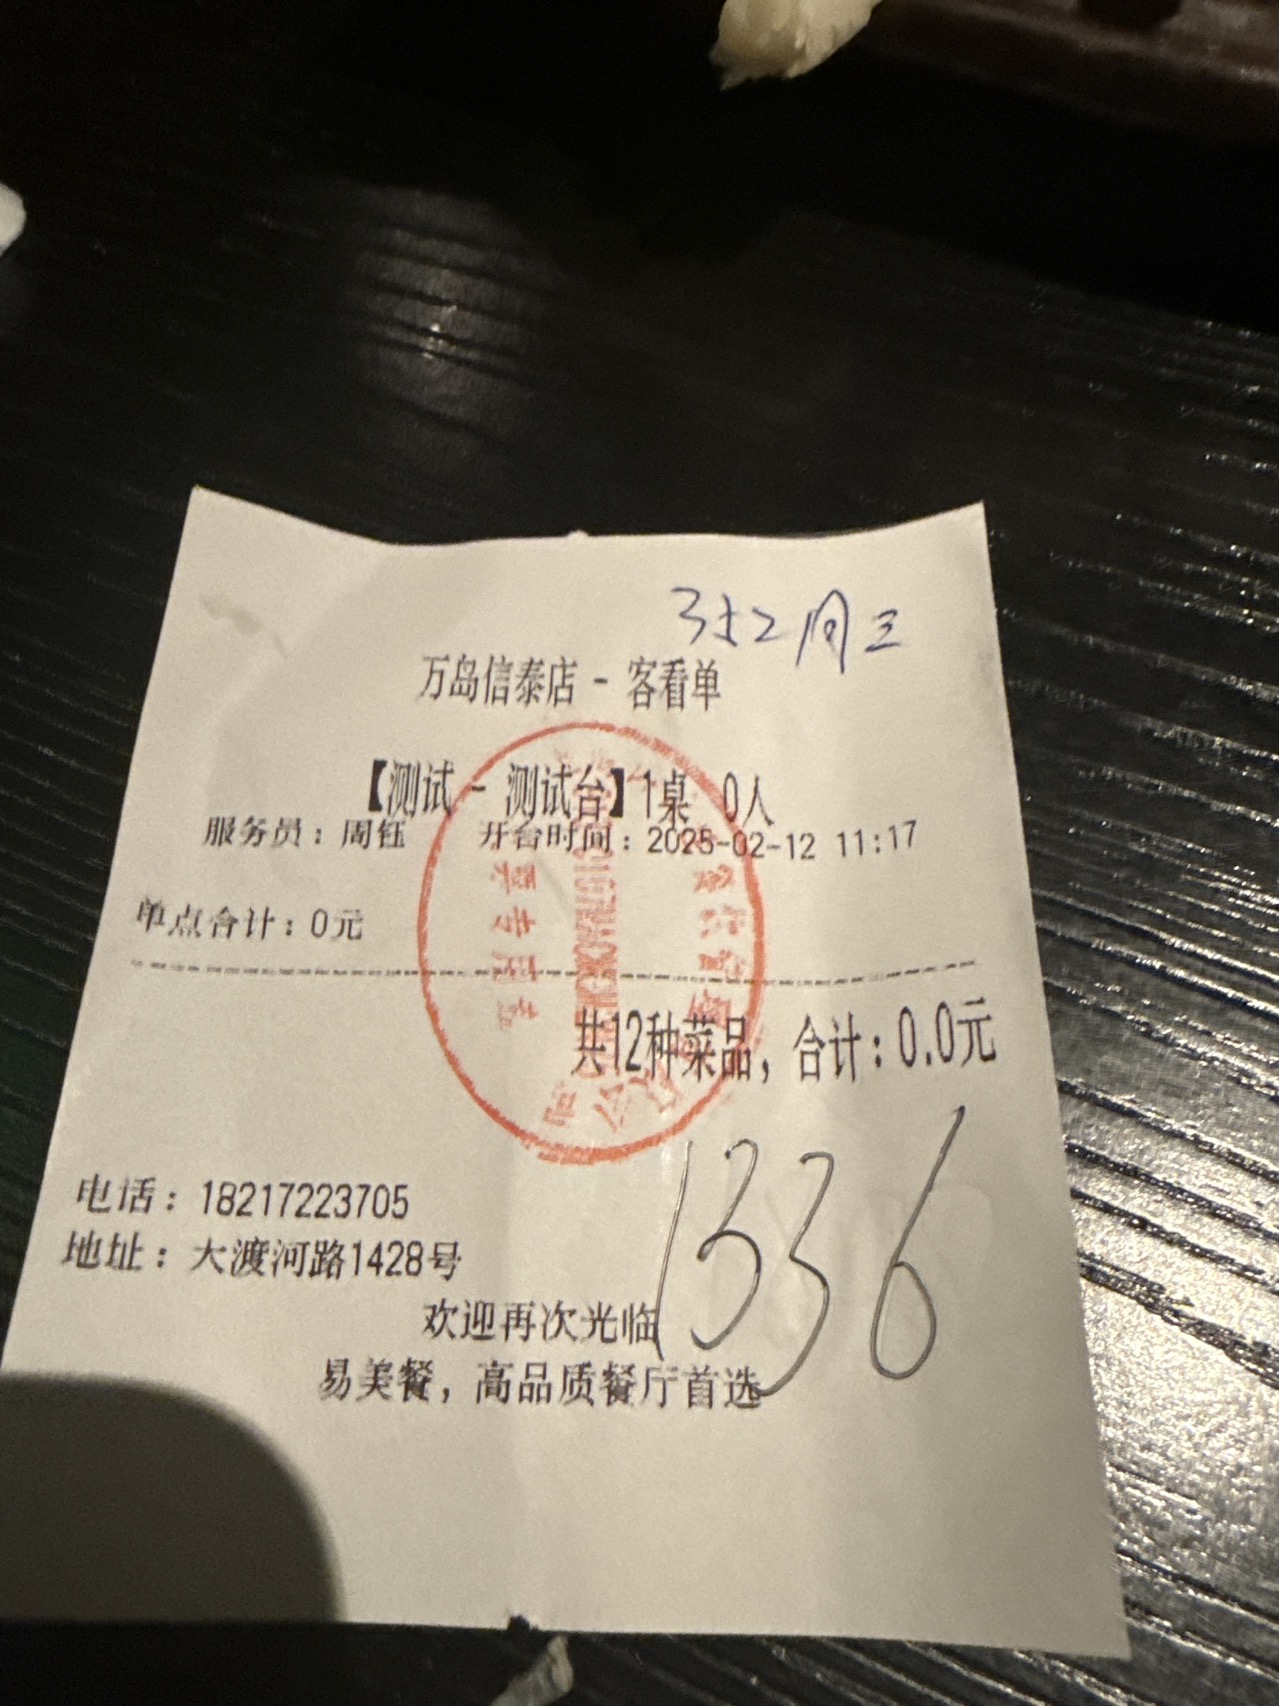 万岛信泰店 - 客看单
【测试 - 测试台】1桌 0人
服务员：周钰 开台时间：2025-02-12 11:17
单点合计：0元
共12种菜品，合计：0.0元
1336
电话：18217223705
地址：大渡河路1428号
欢迎再次光临
易美餐，高品质餐厅首选